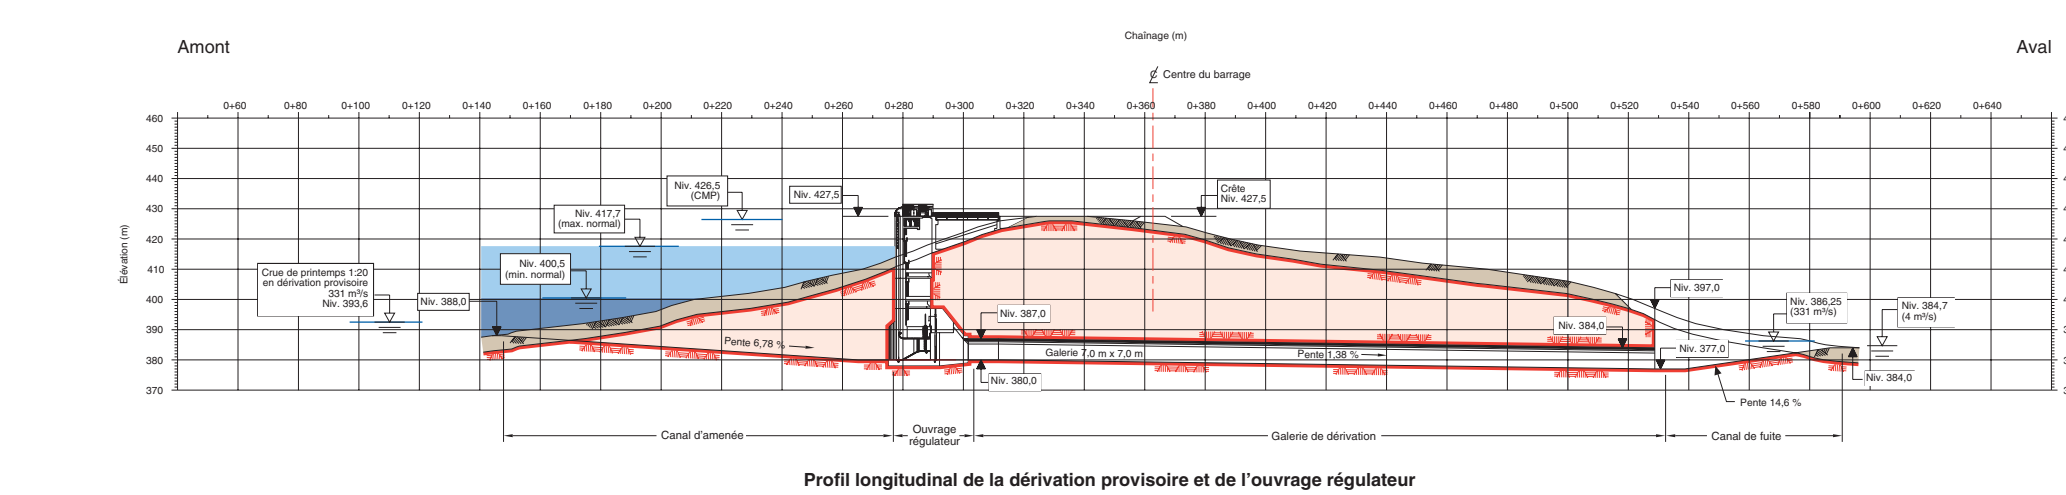 Chaînage (m)
Amont
Aval
℄ Centre du barrage
0+60 0+80 0+100 0+120 0+140 0+160 0+180 0+200 0+220 0+240 0+260 0+280 0+300 0+320 0+340 0+360 0+380 0+400 0+420 0+440 0+460 0+480 0+500 0+520 0+540 0+560 0+580 0+600 0+620 0+640
Élévation (m)
460
450
440
430
420
410
400
390
380
370
Crue de printemps 1:20
en dérivation provisoire
331 m³/s
Niv. 393,6
Niv. 388,0
Niv. 400,5
(min. normal)
Niv. 417,7
(max. normal)
Niv. 426,5
(CMP)
Niv. 427,5
Crête
Niv. 427,5
Niv. 387,0
Niv. 380,0
Niv. 384,0
Niv. 397,0
Niv. 377,0
Niv. 386,25
(331 m³/s)
Niv. 384,7
(4 m³/s)
Niv. 384,0
Pente 6,78 %
Galerie 7,0 m x 7,0 m
Pente 1,38 %
Pente 14,6 %
Canal d'amenée
Ouvrage
régulateur
Galerie de dérivation
Canal de fuite
Profil longitudinal de la dérivation provisoire et de l'ouvrage régulateur